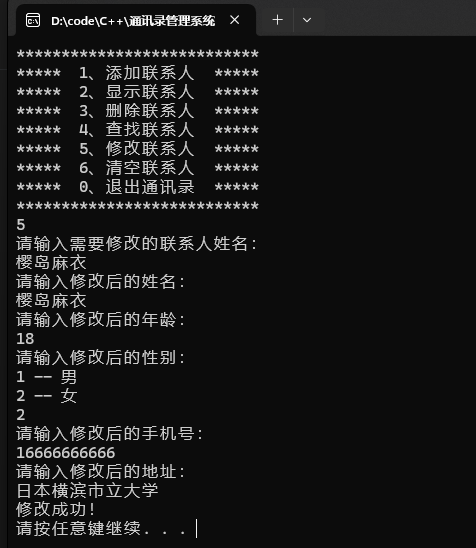 D:\code\C++\通讯录管理系统
***************************
***** 1、添加联系人 *****
***** 2、显示联系人 *****
***** 3、删除联系人 *****
***** 4、查找联系人 *****
***** 5、修改联系人 *****
***** 6、清空联系人 *****
***** 0、退出通讯录 *****
***************************
5
请输入需要修改的联系人姓名:
樱岛麻衣
请输入修改后的姓名:
樱岛麻衣
请输入修改后的年龄:
18
请输入修改后的性别:
1 -- 男
2 -- 女
2
请输入修改后的手机号:
16666666666
请输入修改后的地址:
日本横滨市立大学
修改成功!
请按任意键继续. . .